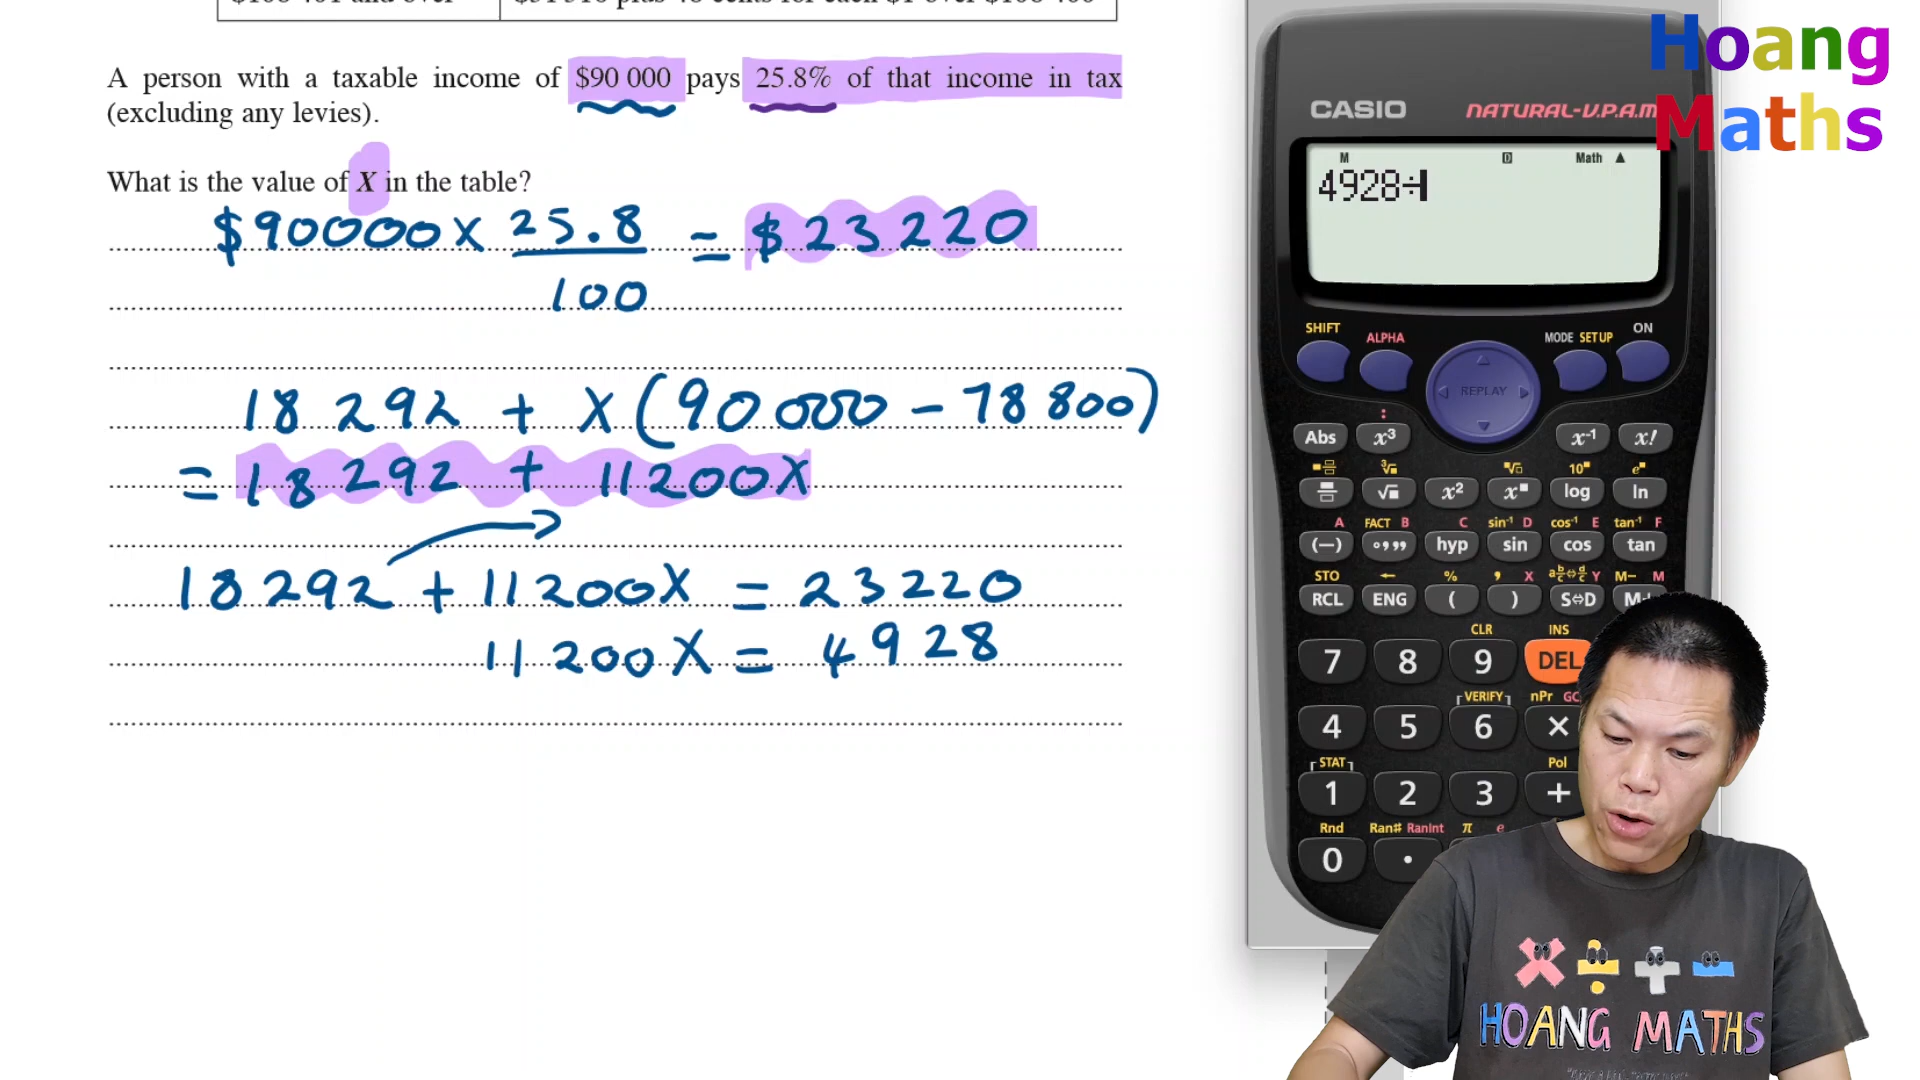 A person with a taxable income of $90 000 pays 25.8% of that income in tax
(excluding any levies).
What is the value of X in the table?
$90000 x 25.8 = $23220
100
18 292 + X (90 000 - 78 800)
= 18 292 + 11200X
18 292 + 11200X = 23220
11 200X = 4928
Hoang
Maths
CASIO NATURAL-V.P.A.M
M D Math ▲
4928÷
SHIFT ALPHA MODE SETUP ON
REPLAY
Abs x³ x⁻¹ x!
10■ e■
√■ x² x■ log ln
A FACT B C sin⁻¹ D cos⁻¹ E tan⁻¹ F
(—) °,,, hyp sin cos tan
STO ← % , X a b/c⇔d/c Y M– M
RCL ENG ( ) S⇔D M+
CLR INS
7 8 9 DEL
VERIFY nPr GC
4 5 6 ×
STAT Pol
1 2 3 +
Rnd Ran# RanInt π e
0 .
HOANG MATHS